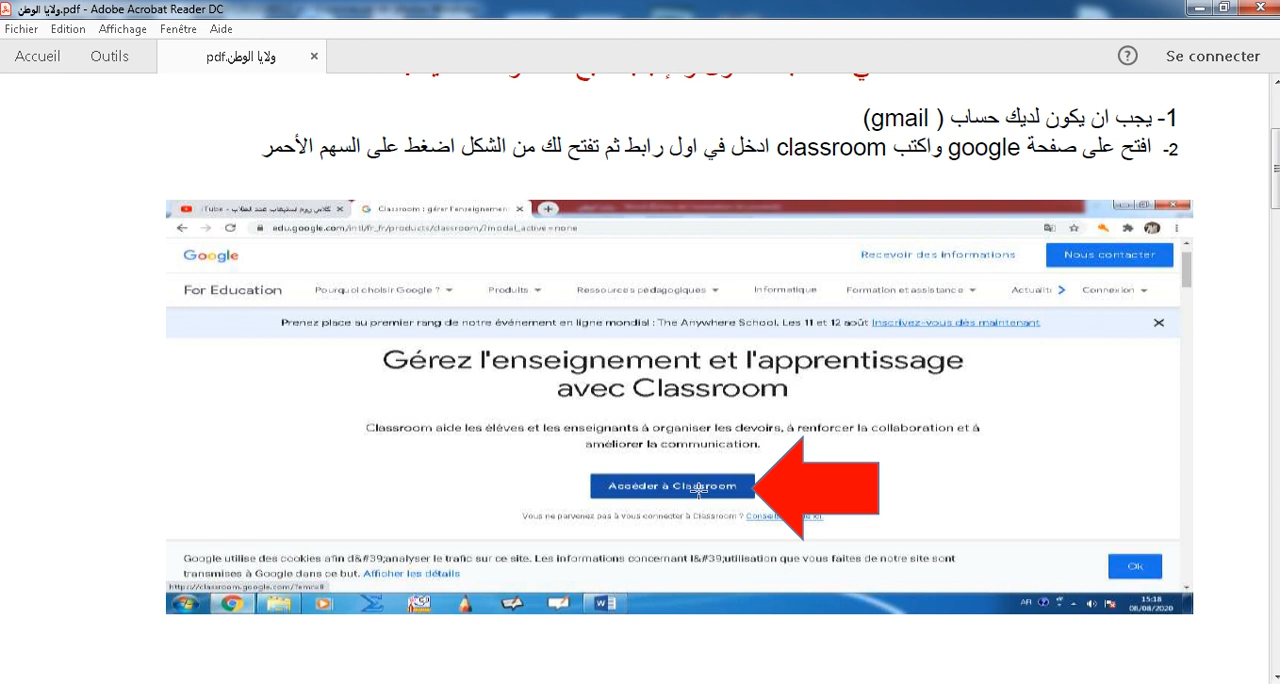 ولايا الوطن.pdf - Adobe Acrobat Reader DC
Fichier Edition Affichage Fenêtre Aide
Accueil Outils ولايا الوطن.pdf × ? Se connecter
1- يجب ان يكون لديك حساب ( gmail)
2- افتح على صفحة google واكتب classroom ادخل في اول رابط ثم تفتح لك من الشكل اضغط على السهم الأحمر
Classroom : gérer l'enseignemen
edu.google.com/intl/fr_fr/products/classroom/?modal_active=none
Google Recevoir des informations Nous contacter
For Education Pourquoi choisir Google ? Produits Ressources pédagogiques Informatique Formation et assistance Actualit Connexion
Prenez place au premier rang de notre événement en ligne mondial : The Anywhere School. Les 11 et 12 août Inscrivez-vous dès maintenant
Gérez l'enseignement et l'apprentissage
avec Classroom
Classroom aide les élèves et les enseignants à organiser les devoirs, à renforcer la collaboration et à
améliorer la communication.
Accéder à Classroom
Vous ne parvenez pas à vous connecter à Classroom ?
Google utilise des cookies afin d&#39;analyser le trafic sur ce site. Les informations concernant l&#39;utilisation que vous faites de notre site sont
transmises à Google dans ce but. Afficher les détails
Ok
AR 15:18
08/08/2020